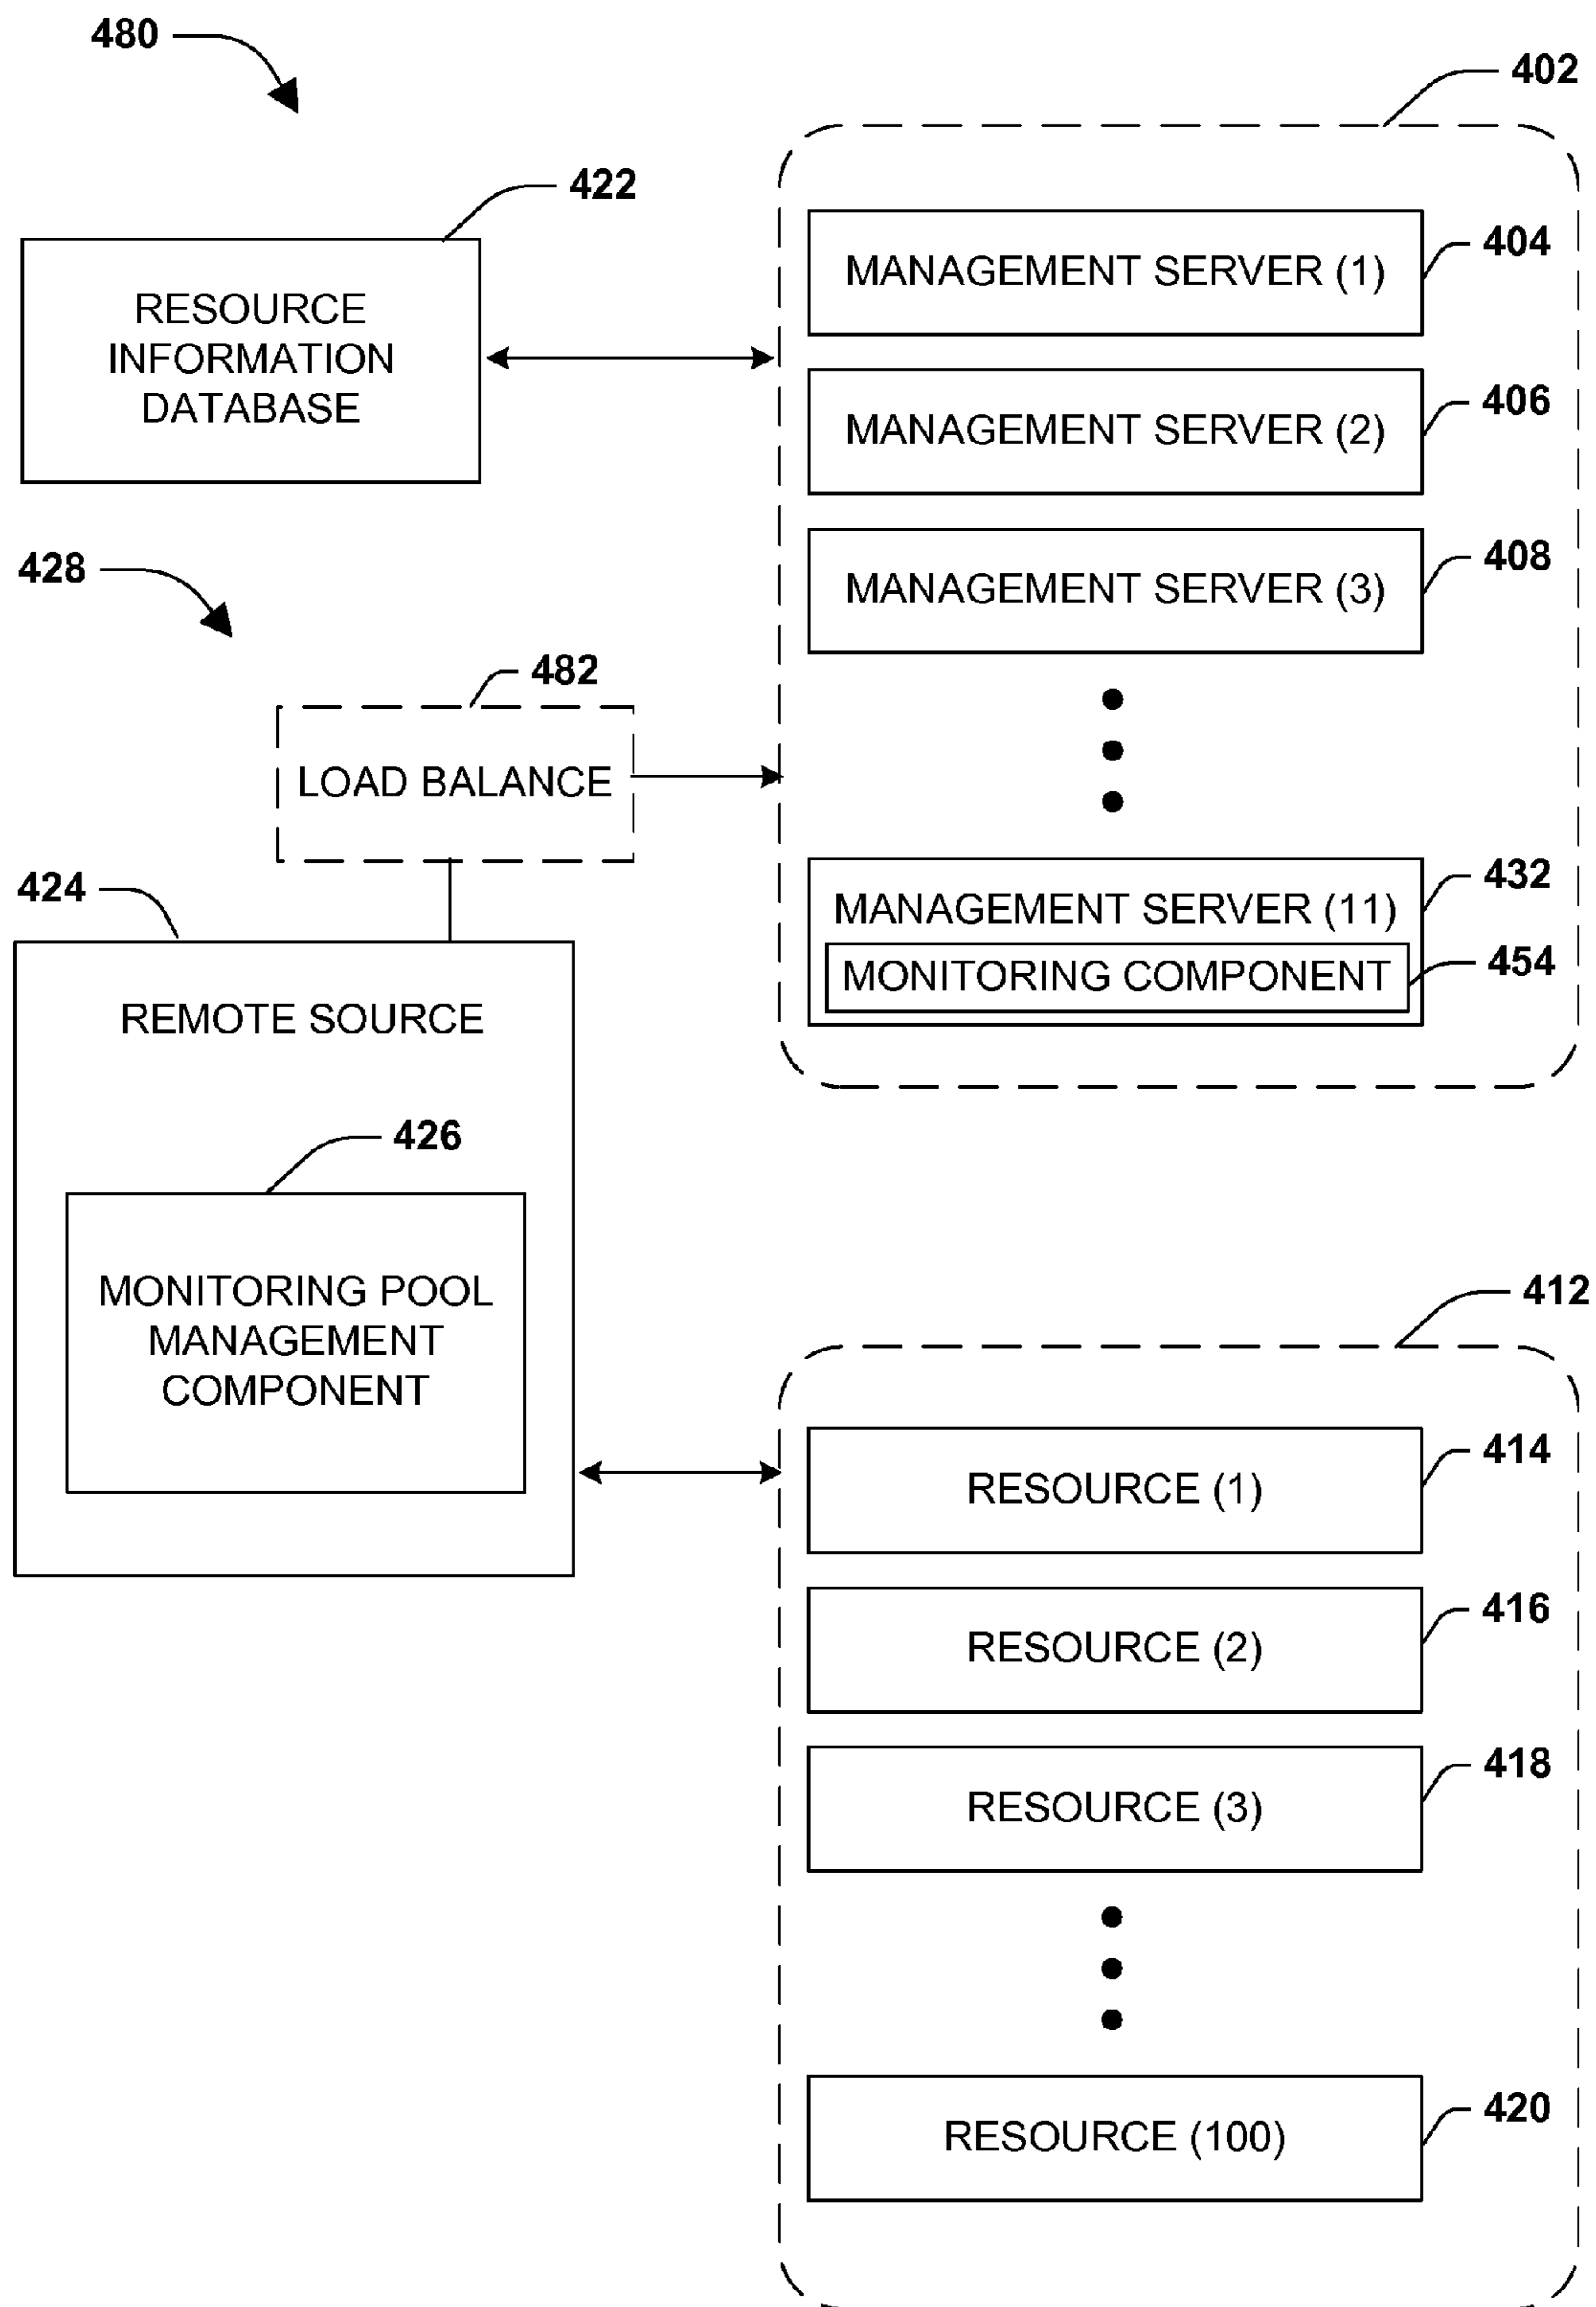 480
402
422
RESOURCE
INFORMATION
DATABASE
MANAGEMENT SERVER (1)
404
MANAGEMENT SERVER (2)
406
MANAGEMENT SERVER (3)
408
428
482
LOAD BALANCE
MANAGEMENT SERVER (11)
432
MONITORING COMPONENT
454
424
REMOTE SOURCE
426
MONITORING POOL
MANAGEMENT
COMPONENT
412
RESOURCE (1)
414
RESOURCE (2)
416
RESOURCE (3)
418
RESOURCE (100)
420